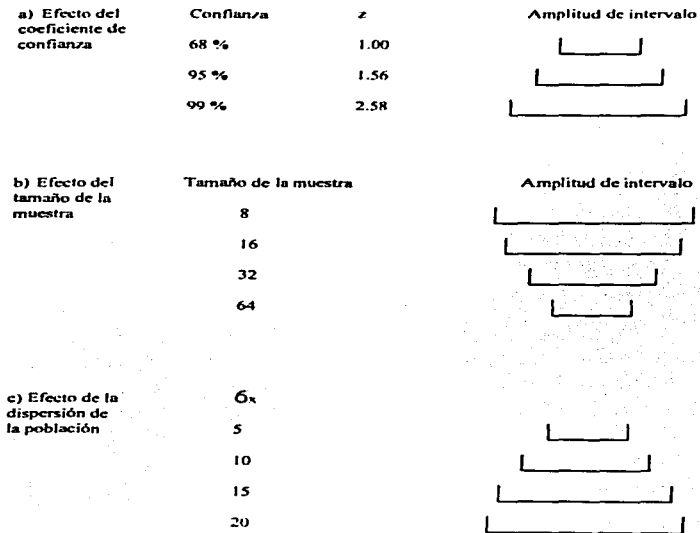 a) Efecto del Confianza z Amplitud de intervalo
coeficiente de
confianza 68 % 1.00
95 % 1.56
99 % 2.58
b) Efecto del Tamaño de la muestra Amplitud de intervalo
tamaño de la
muestra 8
16
32
64
c) Efecto de la 6x
dispersión de
la población 5
10
15
20